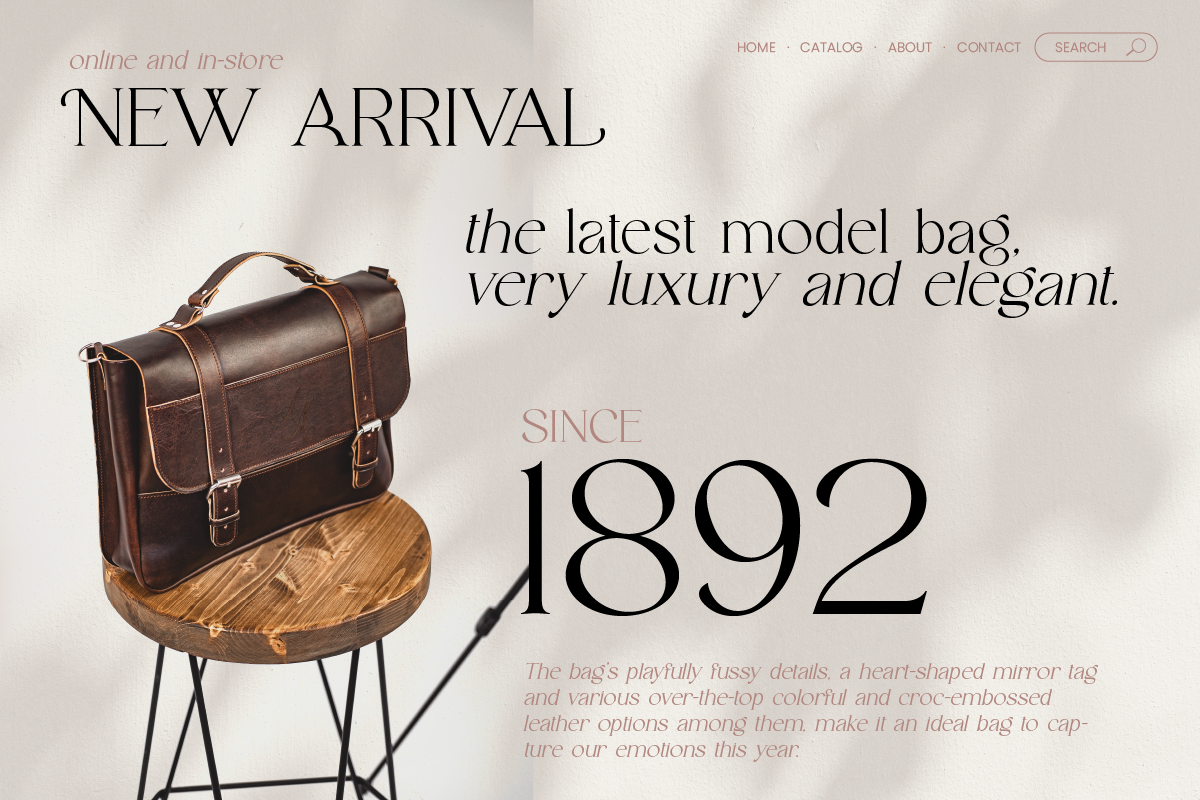 HOME · CATALOG · ABOUT · CONTACT SEARCH
online and in-store
NEW ARRIVAL
the latest model bag,
very luxury and elegant.
SINCE
1892
The bag's playfully fussy details, a heart-shaped mirror tag
and various over-the-top colorful and croc-embossed
leather options among them, make it an ideal bag to cap-
ture our emotions this year.